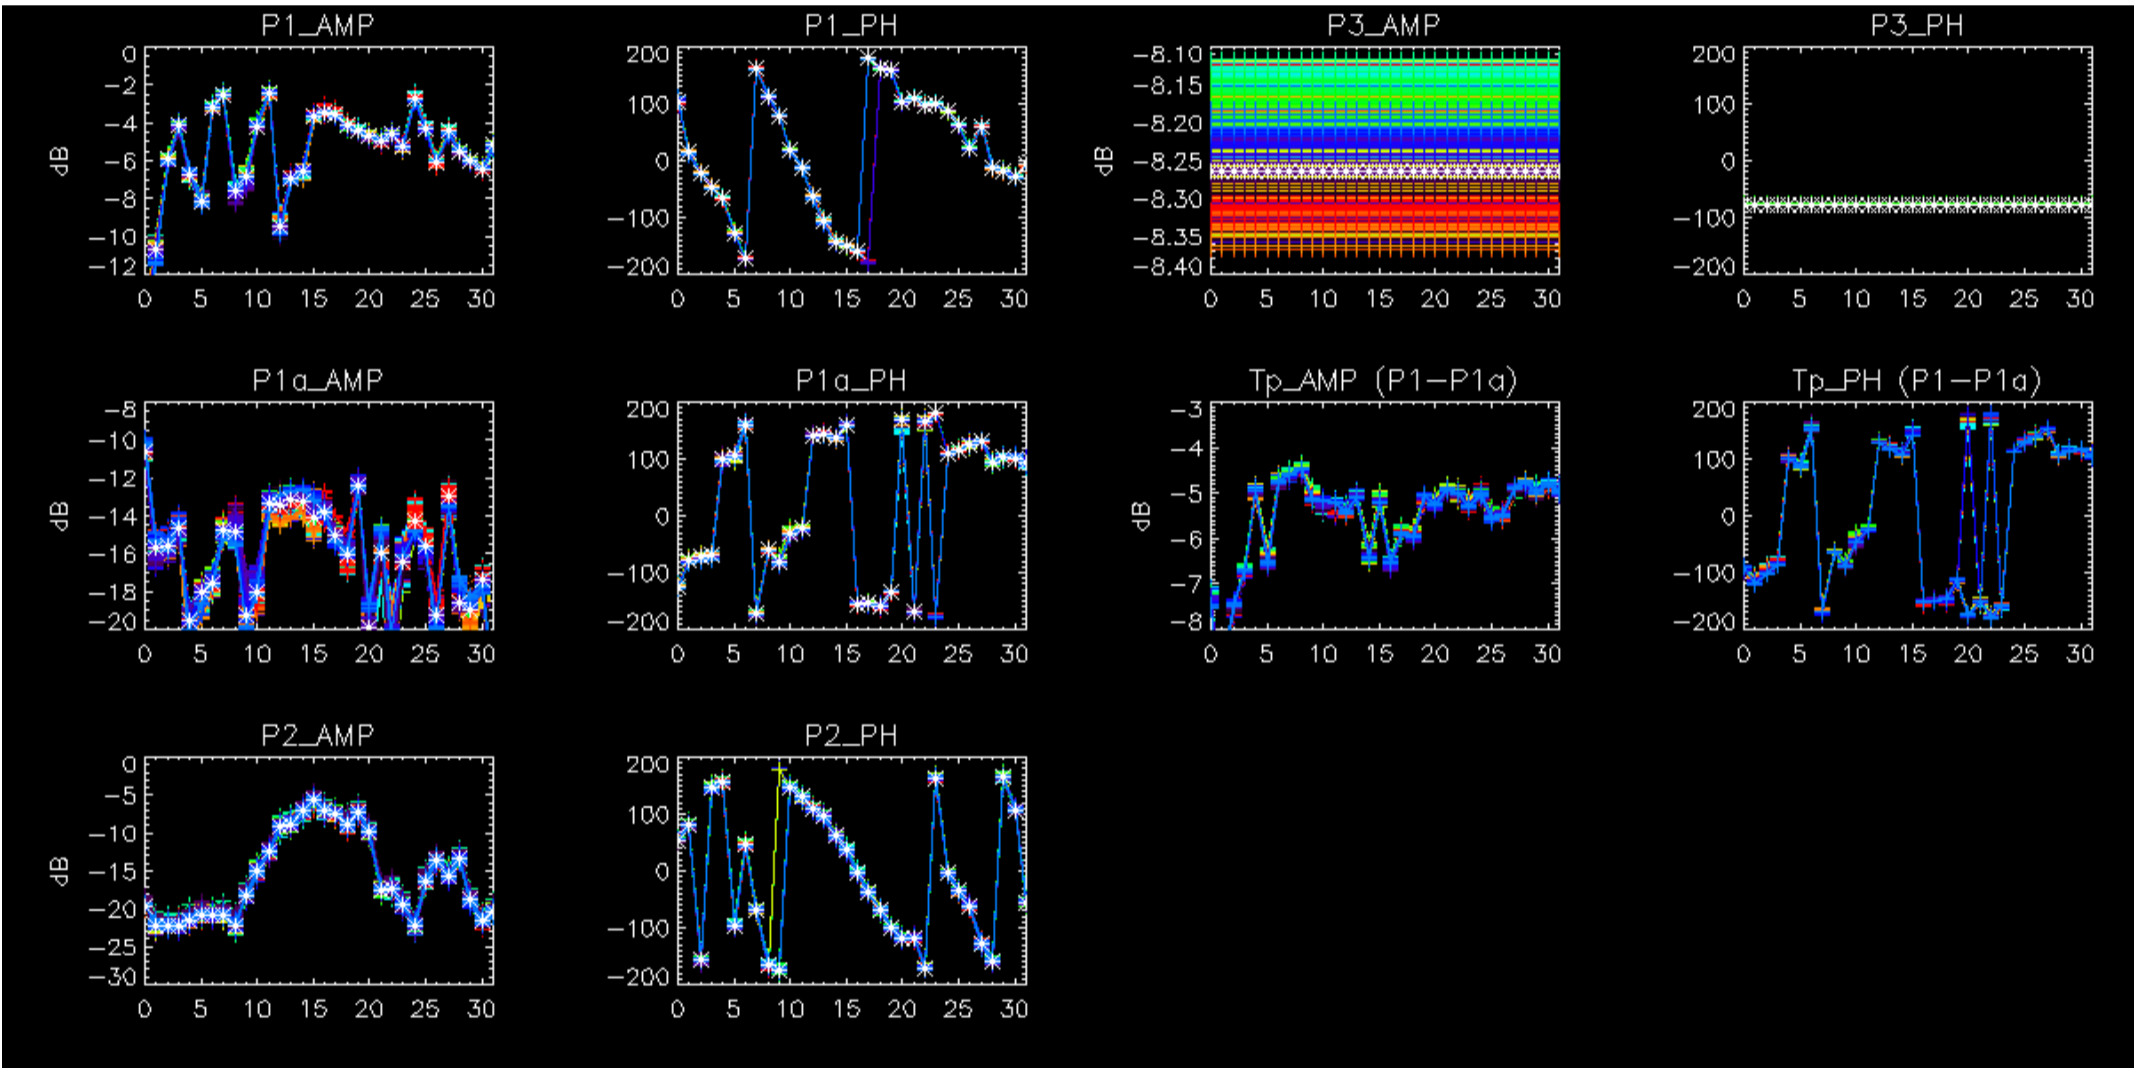 P1_AMP
P1_PH
P3_AMP
P3_PH
0
-2
-4
-6
-8
-10
-12
dB
0 5 10 15 20 25 30
200
100
0
-100
-200
0 5 10 15 20 25 30
-8.10
-8.15
-8.20
-8.25
-8.30
-8.35
-8.40
dB
0 5 10 15 20 25 30
200
100
0
-100
-200
0 5 10 15 20 25 30
P1a_AMP
P1a_PH
Tp_AMP (P1-P1a)
Tp_PH (P1-P1a)
-8
-10
-12
-14
-16
-18
-20
dB
0 5 10 15 20 25 30
200
100
0
-100
-200
0 5 10 15 20 25 30
-3
-4
-5
-6
-7
-8
dB
0 5 10 15 20 25 30
200
100
0
-100
-200
0 5 10 15 20 25 30
P2_AMP
P2_PH
0
-5
-10
-15
-20
-25
-30
dB
0 5 10 15 20 25 30
200
100
0
-100
-200
0 5 10 15 20 25 30